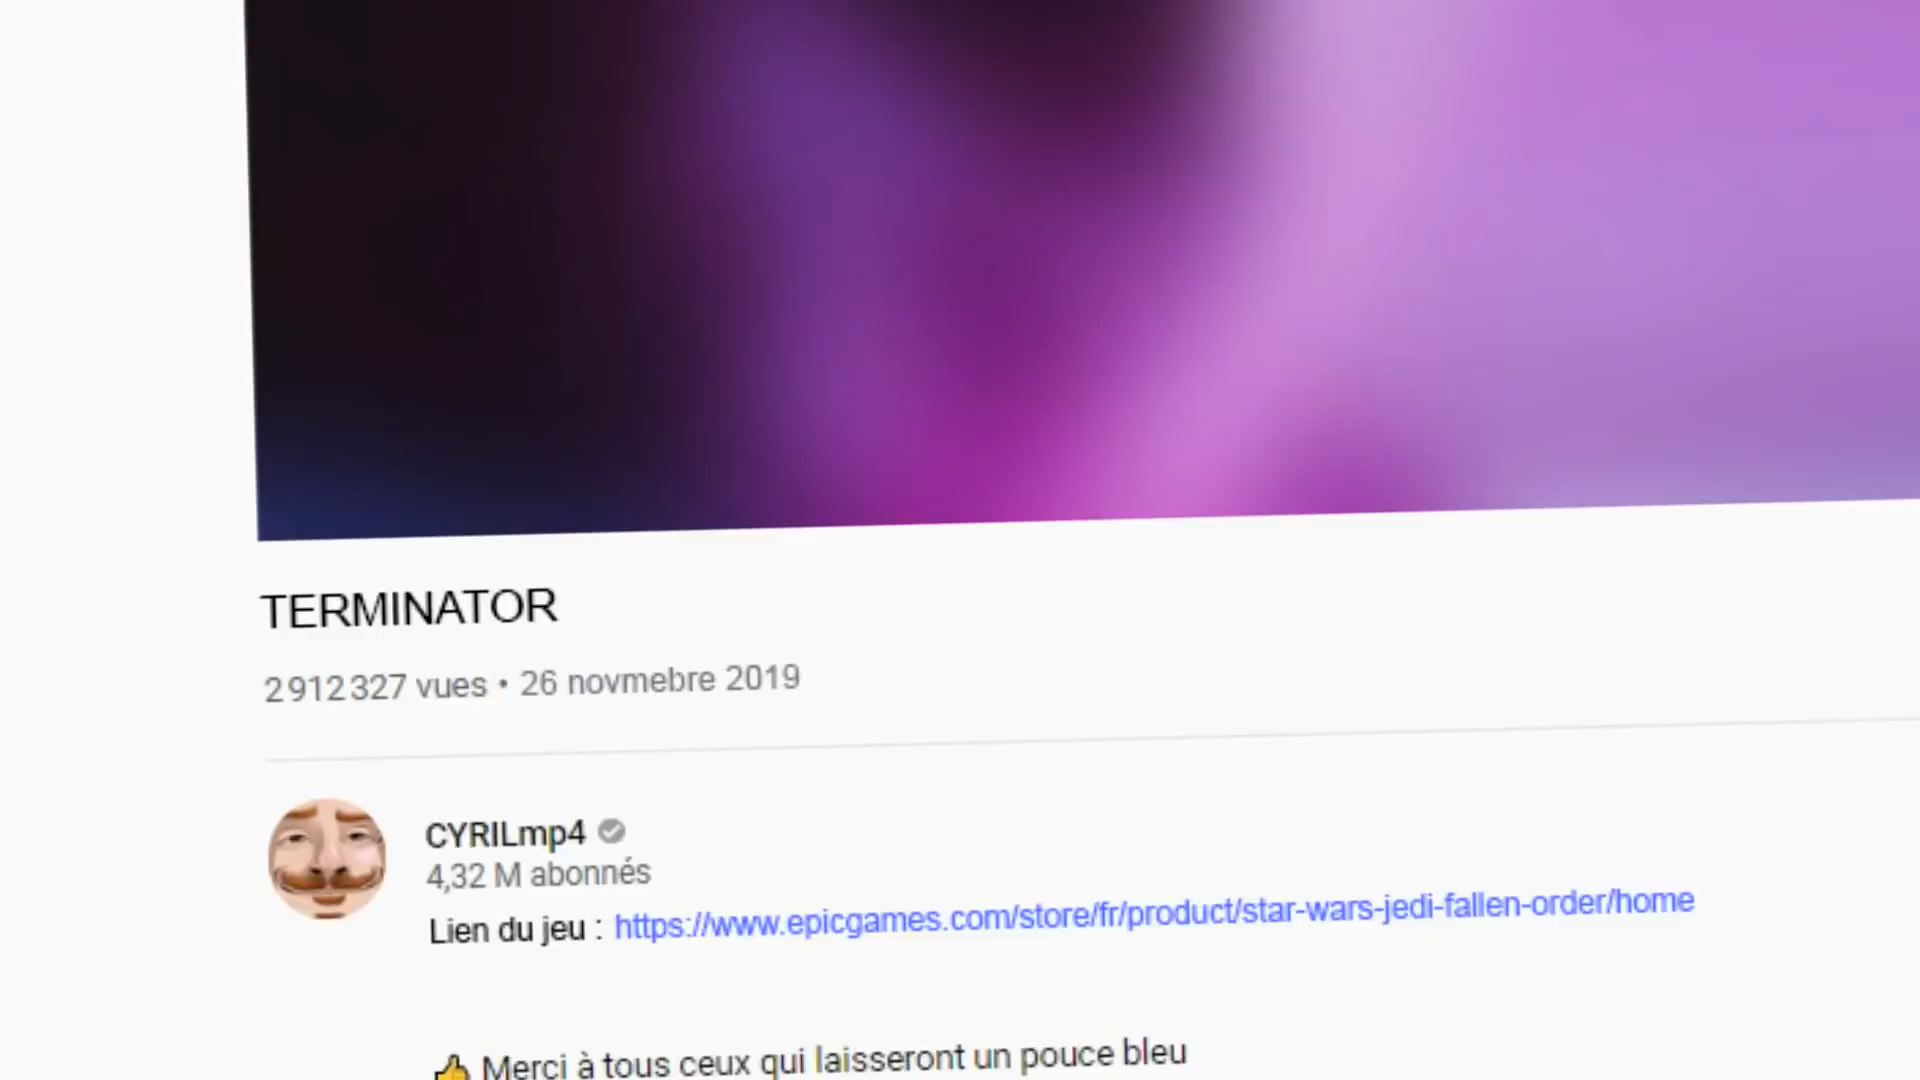 TERMINATOR
2 912 327 vues • 26 novmebre 2019
CYRILmp4
4,32 M abonnés
Lien du jeu : https://www.epicgames.com/store/fr/product/star-wars-jedi-fallen-order/home
👍 Merci à tous ceux qui laisseront un pouce bleu